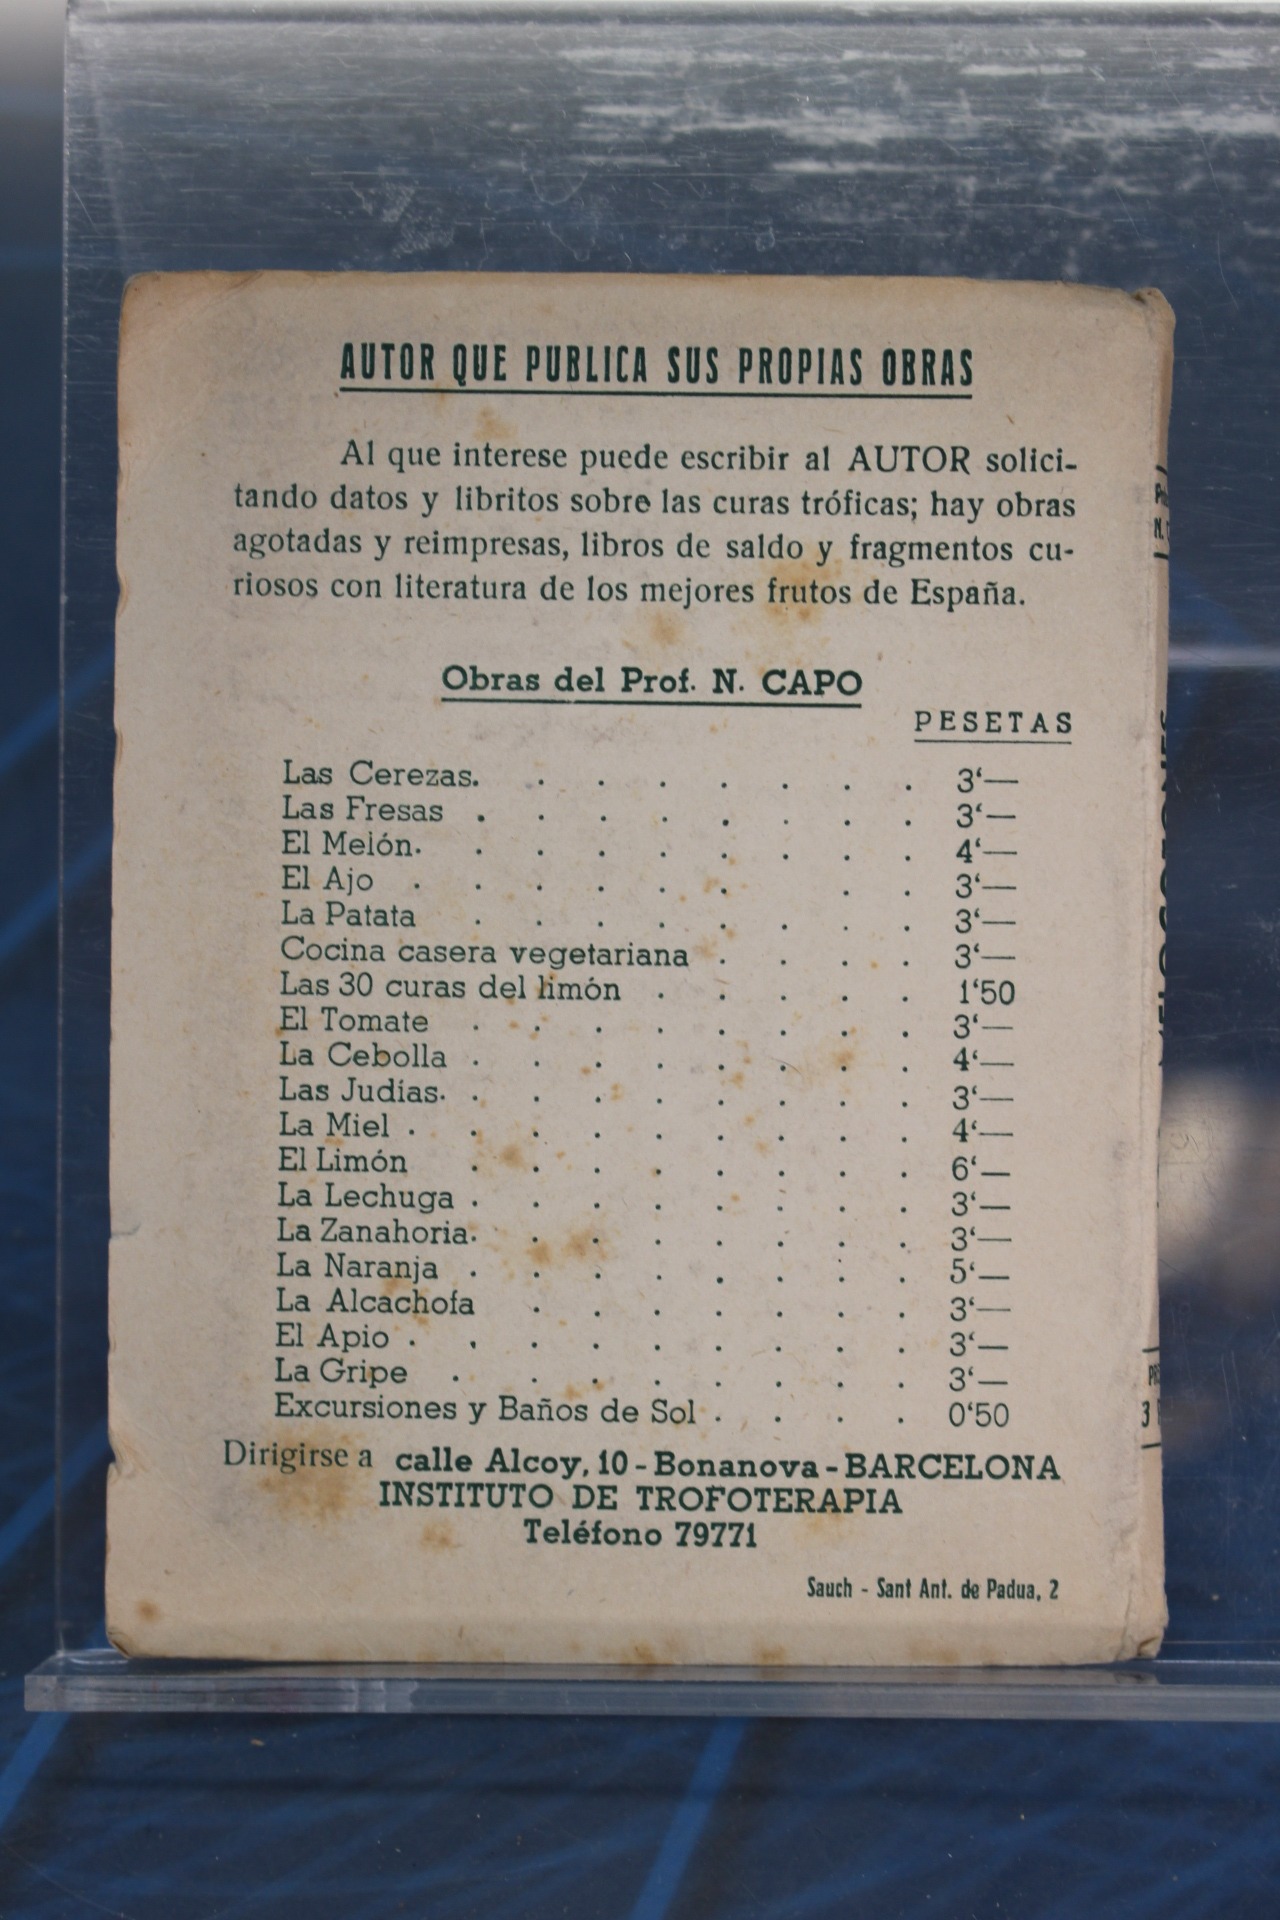 AUTOR QUE PUBLICA SUS PROPIAS OBRAS
Al que interese puede escribir al AUTOR solici-
tando datos y libritos sobre las curas tróficas; hay obras
agotadas y reimpresas, libros de saldo y fragmentos cu-
riosos con literatura de los mejores frutos de España.
Obras del Prof. N. CAPO
PESETAS
Las Cerezas. . . . . . . . 3‘—
Las Fresas . . . . . . . . 3‘—
El Melón. . . . . . . . . 4‘—
El Ajo . . . . . . . . 3‘—
La Patata . . . . . . . . 3‘—
Cocina casera vegetariana . . . . 3‘—
Las 30 curas del limón . . . . . 1‘50
El Tomate . . . . . . . . 3‘—
La Cebolla . . . . . . . . 4‘—
Las Judías. . . . . . . . . 3‘—
La Miel . . . . . . . . . 4‘—
El Limón . . . . . . . . 6‘—
La Lechuga . . . . . . . . 3‘—
La Zanahoria. . . . . . . . 3‘—
La Naranja . . . . . . . . 5‘—
La Alcachofa . . . . . . . 3‘—
El Apio . . . . . . . . . 3‘—
La Gripe . . . . . . . . 3‘—
Excursiones y Baños de Sol . . . . 0‘50
Dirigirse a calle Alcoy, 10 - Bonanova - BARCELONA
INSTITUTO DE TROFOTERAPIA
Teléfono 79771
Sauch - Sant Ant. de Padua, 2